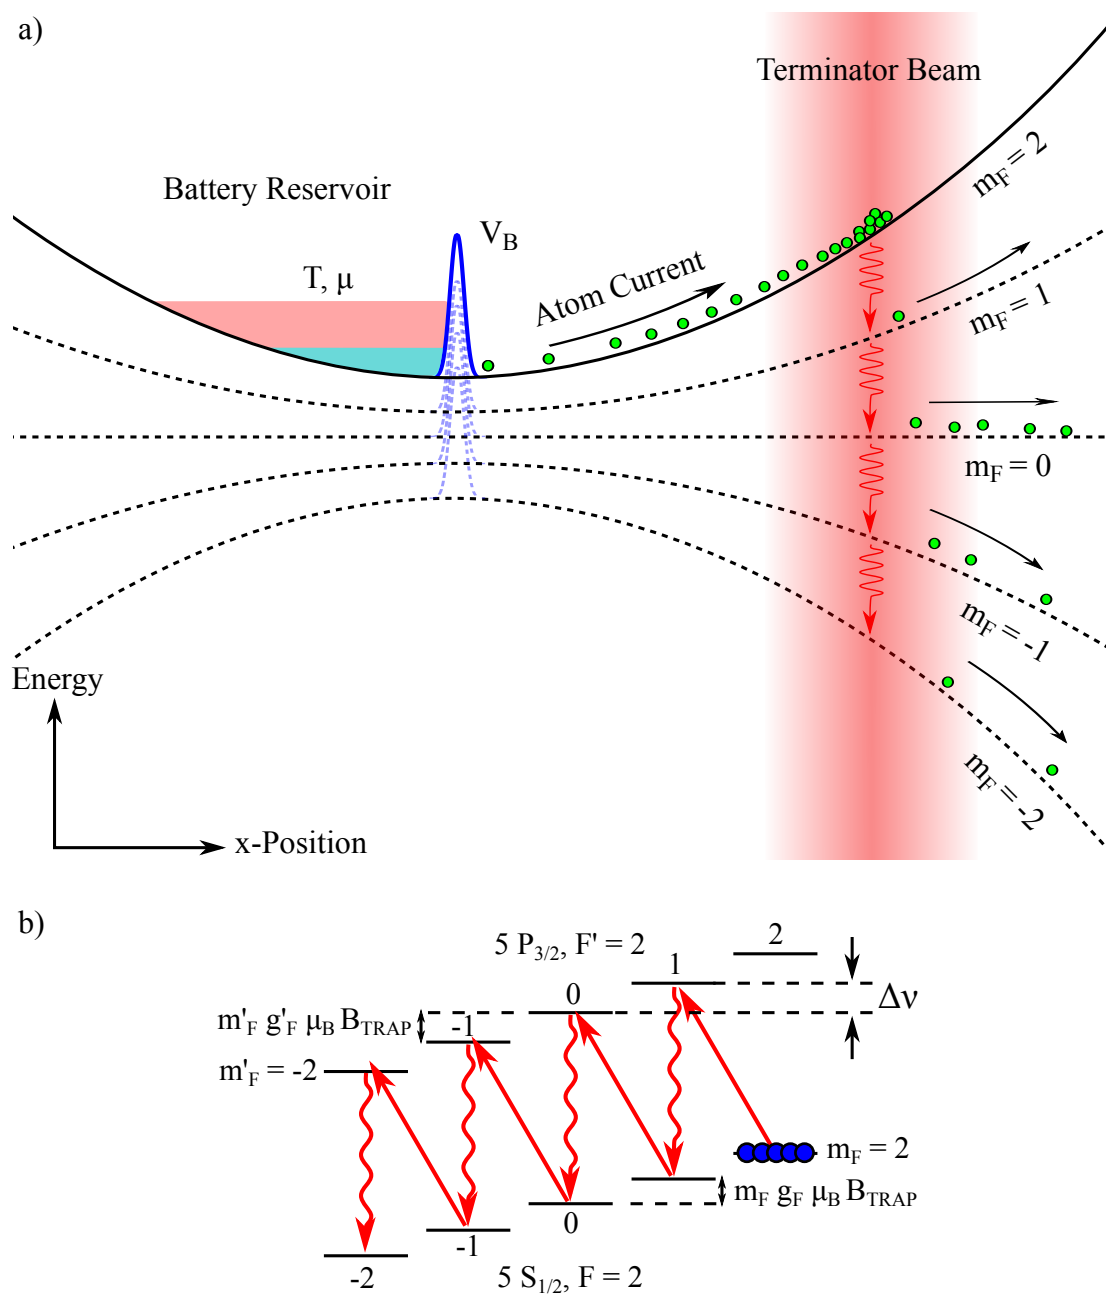 a)
Terminator Beam
Battery Reservoir
V_B
T, μ
Atom Current
m_F = 2
m_F = 1
m_F = 0
m_F = -1
m_F = -2
Energy
x-Position
b)
5 P_3/2, F' = 2
2
1
0
-1
Δν
m'_F g'_F μ_B B_TRAP
m'_F = -2
m_F = 2
m_F g_F μ_B B_TRAP
0
-1
-2
5 S_1/2, F = 2